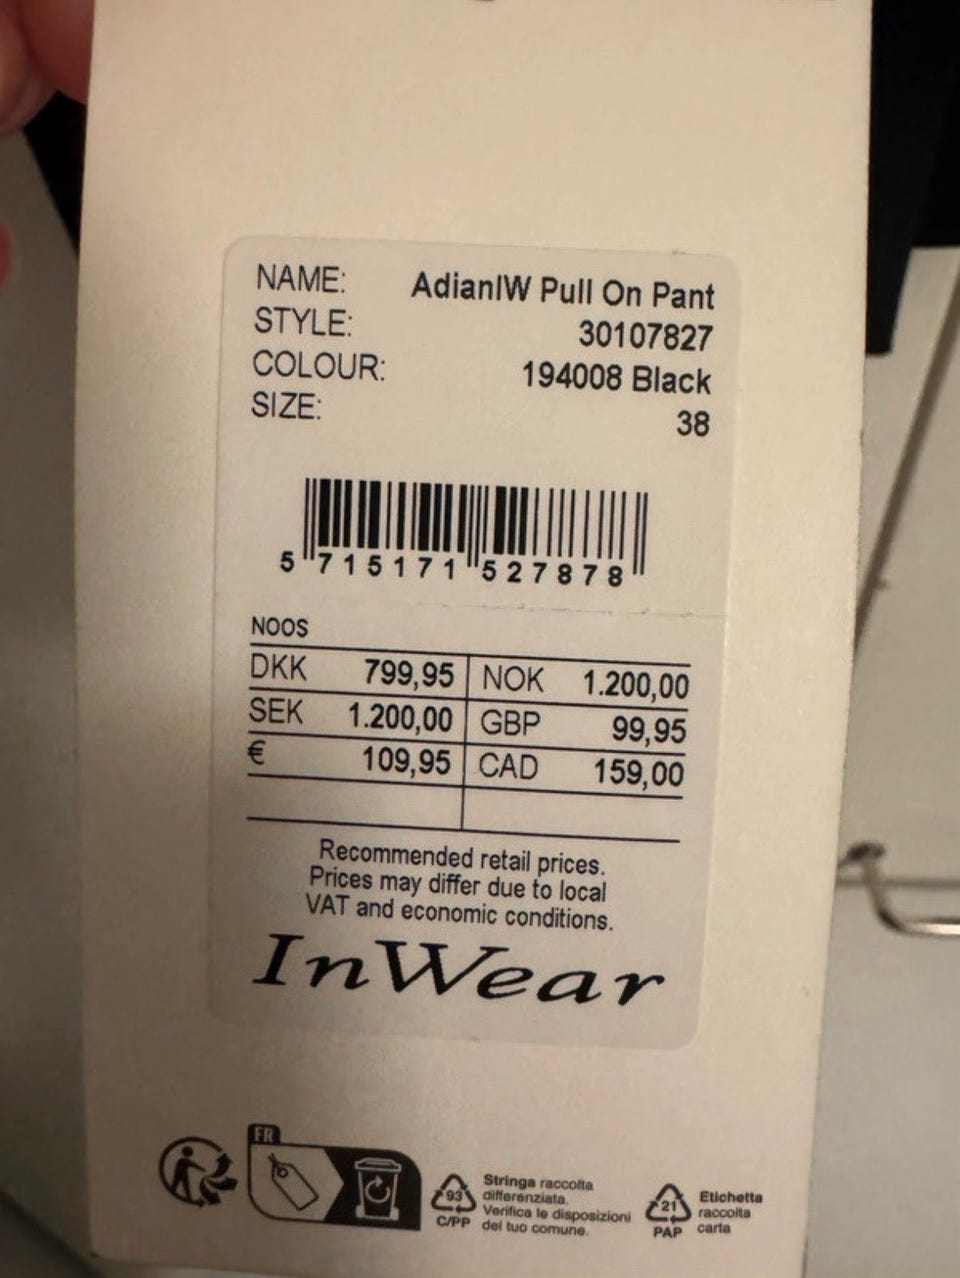 NAME: AdianIW Pull On Pant
STYLE: 30107827
COLOUR: 194008 Black
SIZE: 38
5 715171 527878
NOOS
DKK 799,95 NOK 1.200,00
SEK 1.200,00 GBP 99,95
€ 109,95 CAD 159,00
Recommended retail prices.
Prices may differ due to local
VAT and economic conditions.
InWear
FR
93
C/PP
Stringa raccolta
differenziata.
Verifica le disposizioni
del tuo comune.
21
PAP
Etichetta
raccolta
carta